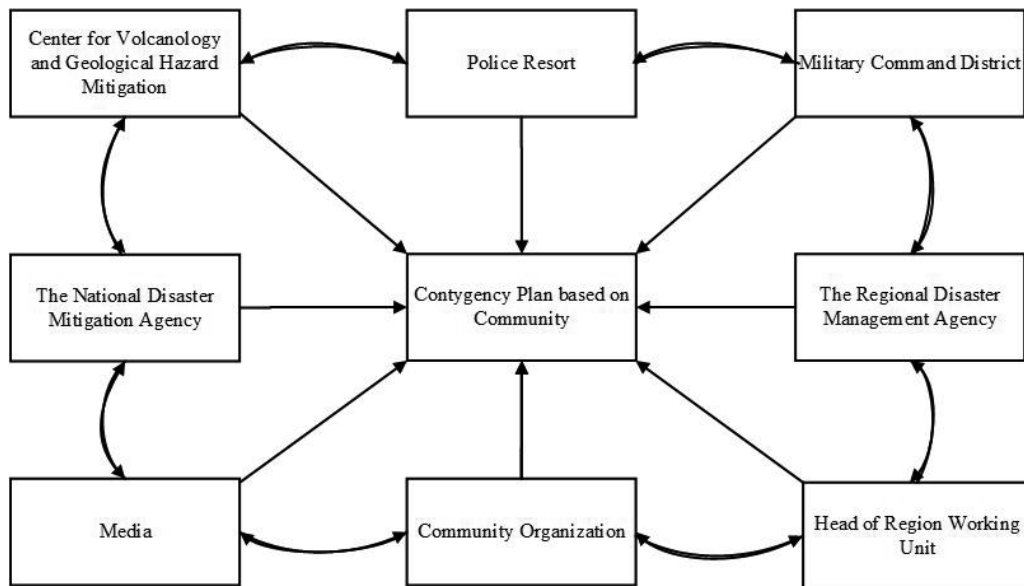 Center for Volcanology
and Geological Hazard
Mitigation
Police Resort
Military Command District
The National Disaster
Mitigation Agency
Contygency Plan based on
Community
The Regional Disaster
Management Agency
Media
Community Organization
Head of Region Working
Unit